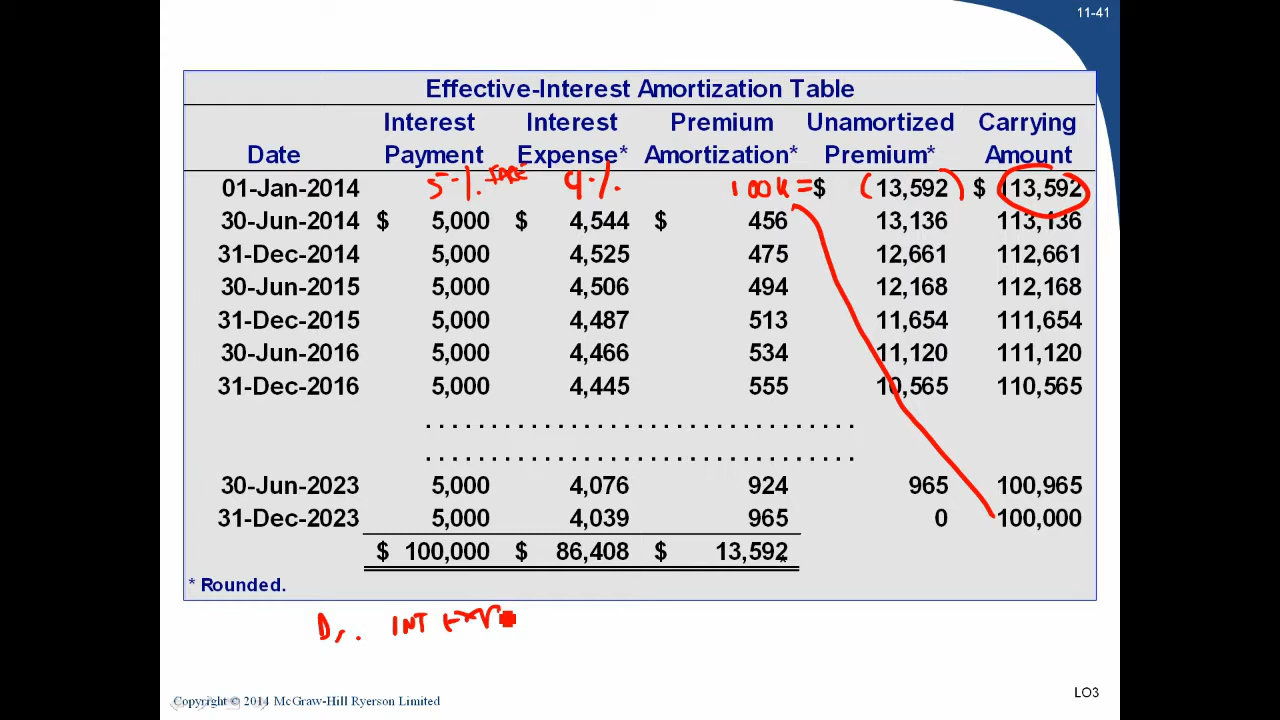 11-41
Effective-Interest Amortization Table
Interest Interest Premium Unamortized Carrying
Date Payment Expense* Amortization* Premium* Amount
01-Jan-2014 5% FACE 4% 100K = $ (13,592) $ 113,592
30-Jun-2014 $ 5,000 $ 4,544 $ 456 13,136 113,136
31-Dec-2014 5,000 4,525 475 12,661 112,661
30-Jun-2015 5,000 4,506 494 12,168 112,168
31-Dec-2015 5,000 4,487 513 11,654 111,654
30-Jun-2016 5,000 4,466 534 11,120 111,120
31-Dec-2016 5,000 4,445 555 10,565 110,565
. . . . . . . . . . . . . . . . . . . . . . . . . . . . . . . . .
. . . . . . . . . . . . . . . . . . . . . . . . . . . . . . . . .
30-Jun-2023 5,000 4,076 924 965 100,965
31-Dec-2023 5,000 4,039 965 0 100,000
$ 100,000 $ 86,408 $ 13,592
*
* Rounded.
Dr. INT EXP
LO3
Copyright © 2014 McGraw-Hill Ryerson Limited